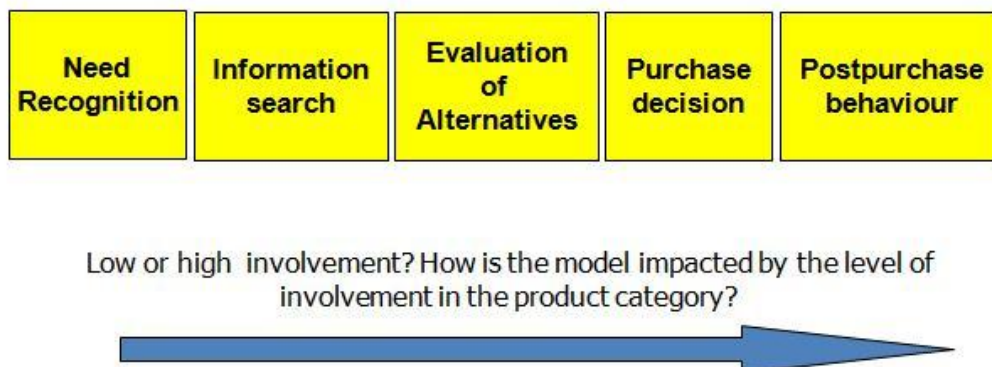 Need
Recognition
Information
search
Evaluation
of
Alternatives
Purchase
decision
Postpurchase
behaviour
Low or high involvement? How is the model impacted by the level of
involvement in the product category?